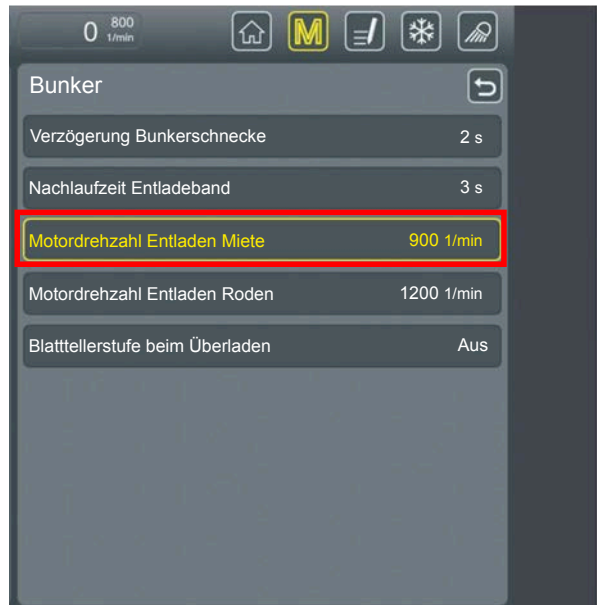 0 800 1/min M
Bunker
Verzögerung Bunkerschnecke 2 s
Nachlaufzeit Entladeband 3 s
Motordrehzahl Entladen Miete 900 1/min
Motordrehzahl Entladen Roden 1200 1/min
Blatttellerstufe beim Überladen Aus